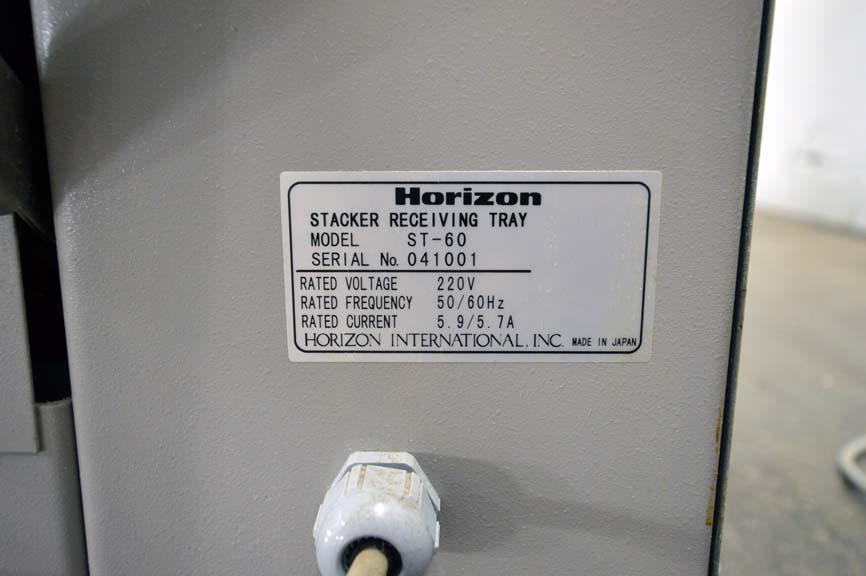 Horizon
STACKER RECEIVING TRAY
MODEL ST-60
SERIAL No. 041001
RATED VOLTAGE 220V
RATED FREQUENCY 50/60Hz
RATED CURRENT 5.9/5.7A
HORIZON INTERNATIONAL, INC. MADE IN JAPAN